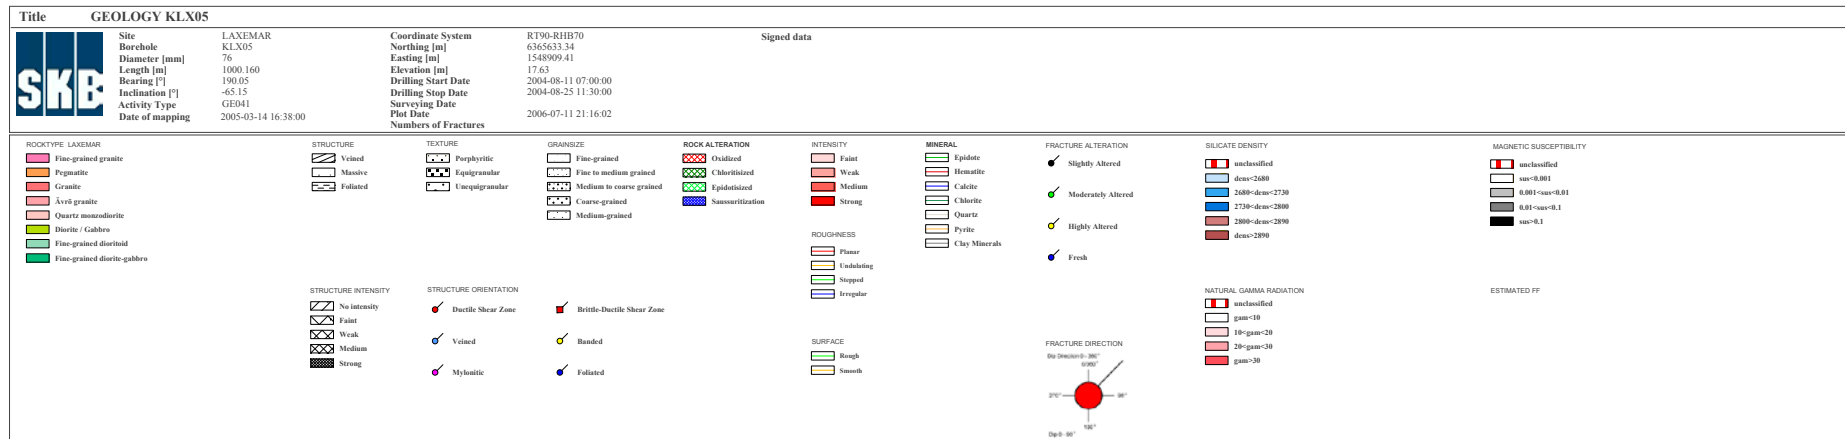 Title GEOLOGY KLX05
SKB
Site LAXEMAR
Borehole KLX05
Diameter [mm] 76
Length [m] 1000.160
Bearing [°] 190.05
Inclination [°] -65.15
Activity Type GE041
Date of mapping 2005-03-14 16:38:00
Coordinate System RT90-RHB70
Northing [m] 6365633.34
Easting [m] 1548909.41
Elevation [m] 17.63
Drilling Start Date 2004-08-11 07:00:00
Drilling Stop Date 2004-08-25 11:30:00
Surveying Date
Plot Date 2006-07-11 21:16:02
Numbers of Fractures
Signed data
ROCKTYPE LAXEMAR
Fine-grained granite
Pegmatite
Granite
Ävrö granite
Quartz monzodiorite
Diorite / Gabbro
Fine-grained dioritoid
Fine-grained diorite-gabbro
STRUCTURE
Veined
Massive
Foliated
TEXTURE
Porphyritic
Equigranular
Unequigranular
GRAINSIZE
Fine-grained
Fine to medium grained
Medium to coarse grained
Coarse-grained
Medium-grained
ROCK ALTERATION
Oxidized
Chloritisized
Epidotisized
Saussuritization
INTENSITY
Faint
Weak
Medium
Strong
ROUGHNESS
Planar
Undulating
Stepped
Irregular
SURFACE
Rough
Smooth
MINERAL
Epidote
Hematite
Calcite
Chlorite
Quartz
Pyrite
Clay Minerals
FRACTURE ALTERATION
Slightly Altered
Moderately Altered
Highly Altered
Fresh
FRACTURE DIRECTION
Dip Direction 0 - 360°
0/360°
270°
90°
180°
Dip 0 - 90°
SILICATE DENSITY
unclassified
dens<2680
2680<dens<2730
2730<dens<2800
2800<dens<2890
dens>2890
NATURAL GAMMA RADIATION
unclassified
gam<10
10<gam<20
20<gam<30
gam>30
MAGNETIC SUSCEPTIBILITY
unclassified
sus<0.001
0.001<sus<0.01
0.01<sus<0.1
sus>0.1
ESTIMATED FF
STRUCTURE INTENSITY
No intensity
Faint
Weak
Medium
Strong
STRUCTURE ORIENTATION
Ductile Shear Zone
Veined
Mylonitic
Brittle-Ductile Shear Zone
Banded
Foliated